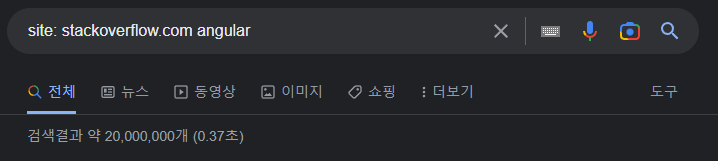 site: stackoverflow.com angular
전체 뉴스 동영상 이미지 쇼핑 더보기 도구
검색결과 약 20,000,000개 (0.37초)